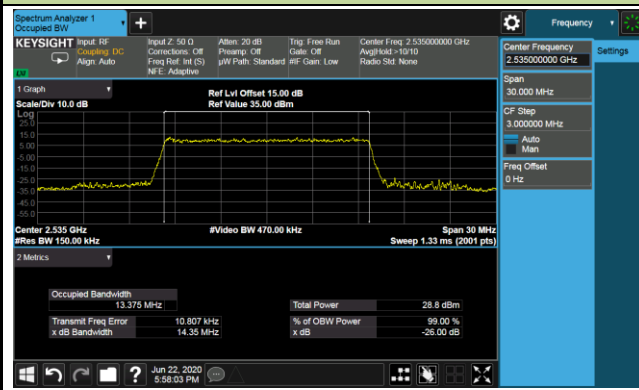 Spectrum Analyzer 1
Occupied BW
Frequency
KEYSIGHT
Input: RF
Coupling: DC
Align: Auto
Input Z: 50 Ω
Corrections: Off
Freq Ref: Int (S)
NFE: Adaptive
Atten: 20 dB
Preamp: Off
µW Path: Standard
Trig: Free Run
Gate: Off
#IF Gain: Low
Center Freq: 2.535000000 GHz
Avg|Hold:>10/10
Radio Std: None
Center Frequency
2.535000000 GHz
Settings
Span
30.000 MHz
CF Step
3.000000 MHz
Auto
Man
Freq Offset
0 Hz
1 Graph
Scale/Div 10.0 dB
Ref Lvl Offset 15.00 dB
Ref Value 35.00 dBm
Log
25.0
15.0
5.00
-5.00
-15.0
-25.0
-35.0
-45.0
-55.0
Center 2.535 GHz
#Res BW 150.00 kHz
#Video BW 470.00 kHz
Span 30 MHz
Sweep 1.33 ms (2001 pts)
2 Metrics
Occupied Bandwidth
13.375 MHz
Total Power 28.8 dBm
Transmit Freq Error 10.807 kHz
% of OBW Power 99.00 %
x dB Bandwidth 14.35 MHz
x dB -26.00 dB
Jun 22, 2020
5:58:03 PM